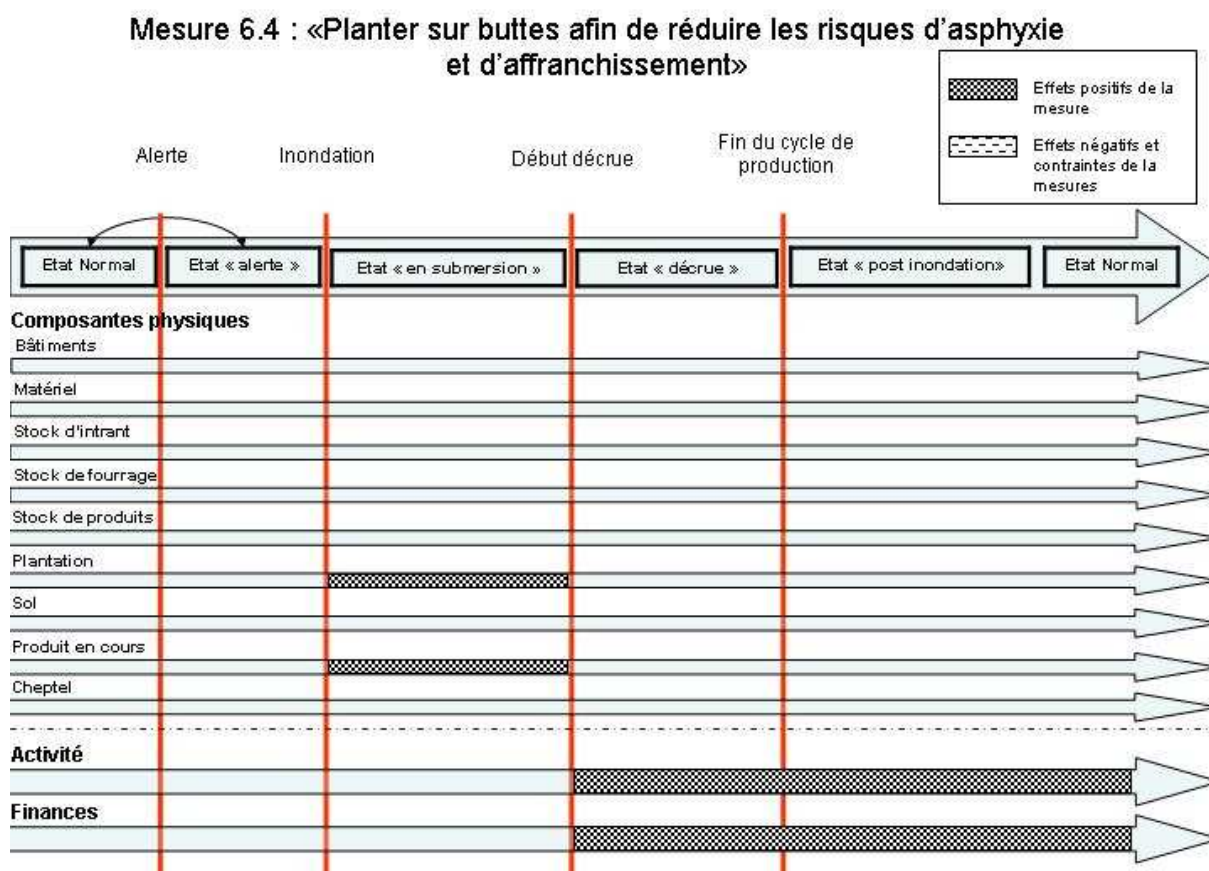 Mesure 6.4 : «Planter sur buttes afin de réduire les risques d'asphyxie
et d'affranchissement»
Effets positifs de la
mesure
Effets négatifs et
contraintes de la
mesures
Alerte
Inondation
Début décrue
Fin du cycle de
production
Etat Normal
Etat « alerte »
Etat « en submersion »
Etat « décrue »
Etat « post inondation»
Etat Normal
Composantes physiques
Bâtiments
Matériel
Stock d'intrant
Stock de fourrage
Stock de produits
Plantation
Sol
Produit en cours
Cheptel
Activité
Finances